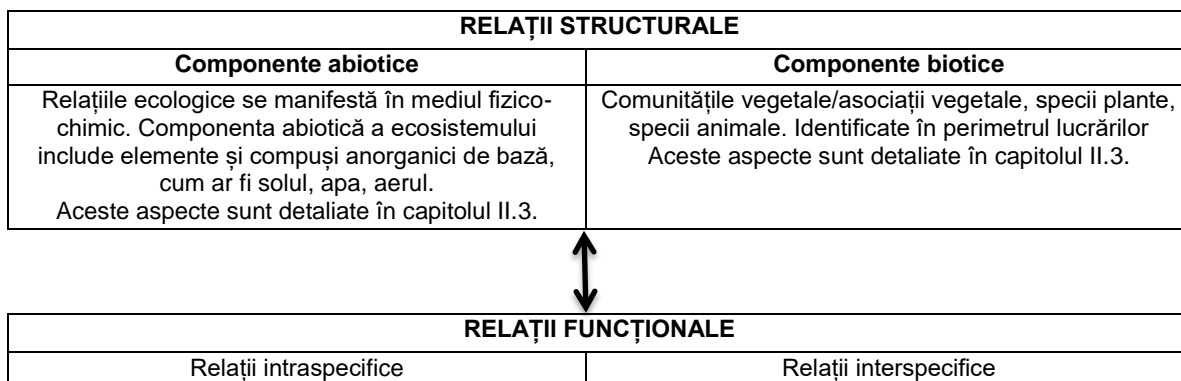 RELAȚII STRUCTURALE
Componente abiotice
Componente biotice
Relațiile ecologice se manifestă în mediul fizico-
chimic. Componenta abiotică a ecosistemului
include elemente și compuși anorganici de bază,
cum ar fi solul, apa, aerul.
Aceste aspecte sunt detaliate în capitolul II.3.
Comunitățile vegetale/asociații vegetale, specii plante,
specii animale. Identificate în perimetrul lucrărilor
Aceste aspecte sunt detaliate în capitolul II.3.
RELAȚII FUNCȚIONALE
Relații intraspecifice
Relații interspecifice